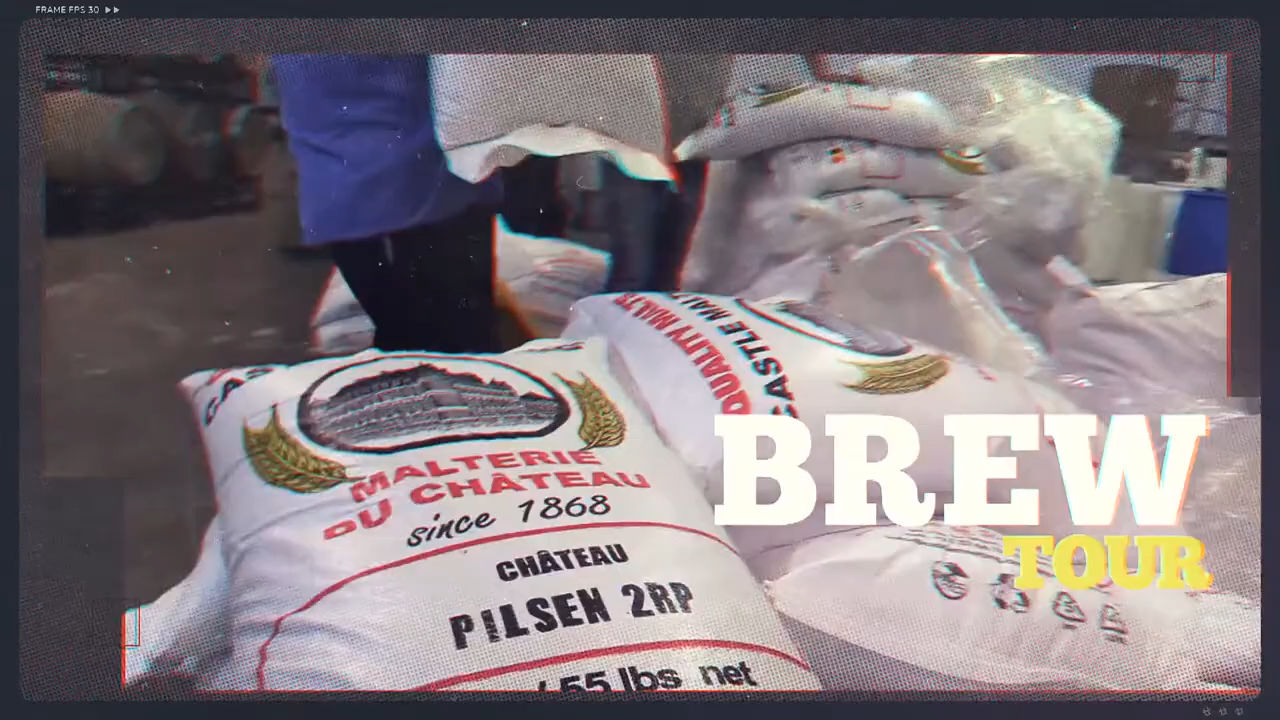 FRAME FPS 30
CAS
MALTERIE
DU CHÂTEAU
since 1868
CHÂTEAU
PILSEN 2RP
/ 55 lbs net
QUALITY MALTS
CASTLE MALT
BREW
TOUR